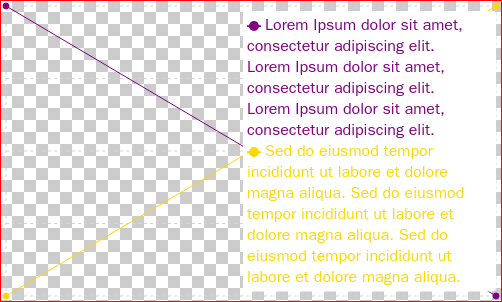 Lorem Ipsum dolor sit amet,
consectetur adipiscing elit.
Lorem Ipsum dolor sit amet,
consectetur adipiscing elit.
Lorem Ipsum dolor sit amet,
consectetur adipiscing elit.
Sed do eiusmod tempor
incididunt ut labore et dolore
magna aliqua. Sed do eiusmod
tempor incididunt ut labore et
dolore magna aliqua. Sed do
eiusmod tempor incididunt ut
labore et dolore magna aliqua.